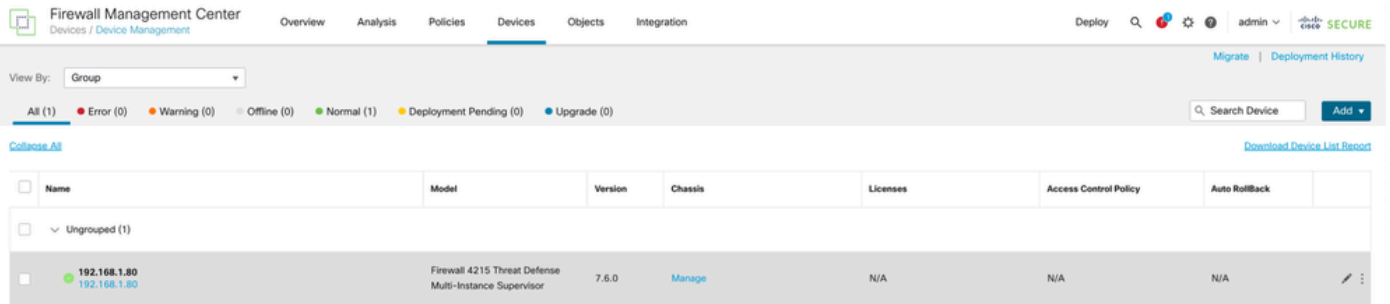 Firewall Management Center
Devices / Device Management
Overview Analysis Policies Devices Objects Integration
Deploy admin CISCO SECURE
Migrate | Deployment History
View By: Group
All (1) Error (0) Warning (0) Offline (0) Normal (1) Deployment Pending (0) Upgrade (0)
Search Device Add
Collapse All Download Device List Report
Name Model Version Chassis Licenses Access Control Policy Auto RollBack
Ungrouped (1)
192.168.1.80
192.168.1.80
Firewall 4215 Threat Defense
Multi-Instance Supervisor
7.6.0 Manage N/A N/A N/A